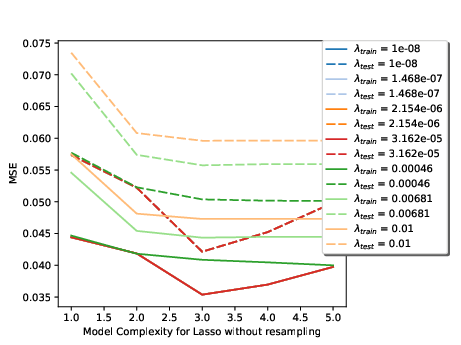 0.075
0.070
0.065
0.060
0.055
0.050
0.045
0.040
0.035
MSE
1.0 1.5 2.0 2.5 3.0 3.5 4.0 4.5 5.0
Model Complexity for Lasso without resampling
λtrain = 1e-08
λtest = 1e-08
λtrain = 1.468e-07
λtest = 1.468e-07
λtrain = 2.154e-06
λtest = 2.154e-06
λtrain = 3.162e-05
λtest = 3.162e-05
λtrain = 0.00046
λtest = 0.00046
λtrain = 0.00681
λtest = 0.00681
λtrain = 0.01
λtest = 0.01